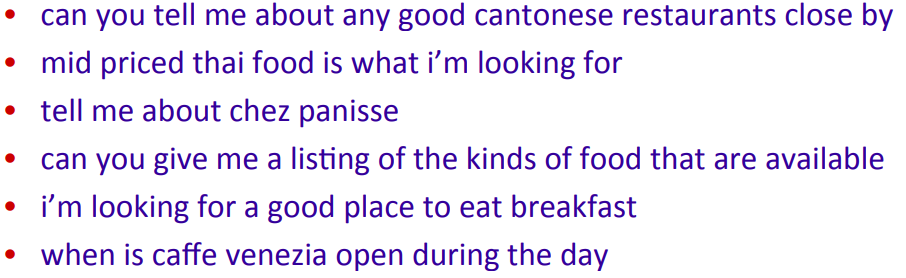 • can you tell me about any good cantonese restaurants close by
• mid priced thai food is what i'm looking for
• tell me about chez panisse
• can you give me a listing of the kinds of food that are available
• i'm looking for a good place to eat breakfast
• when is caffe venezia open during the day